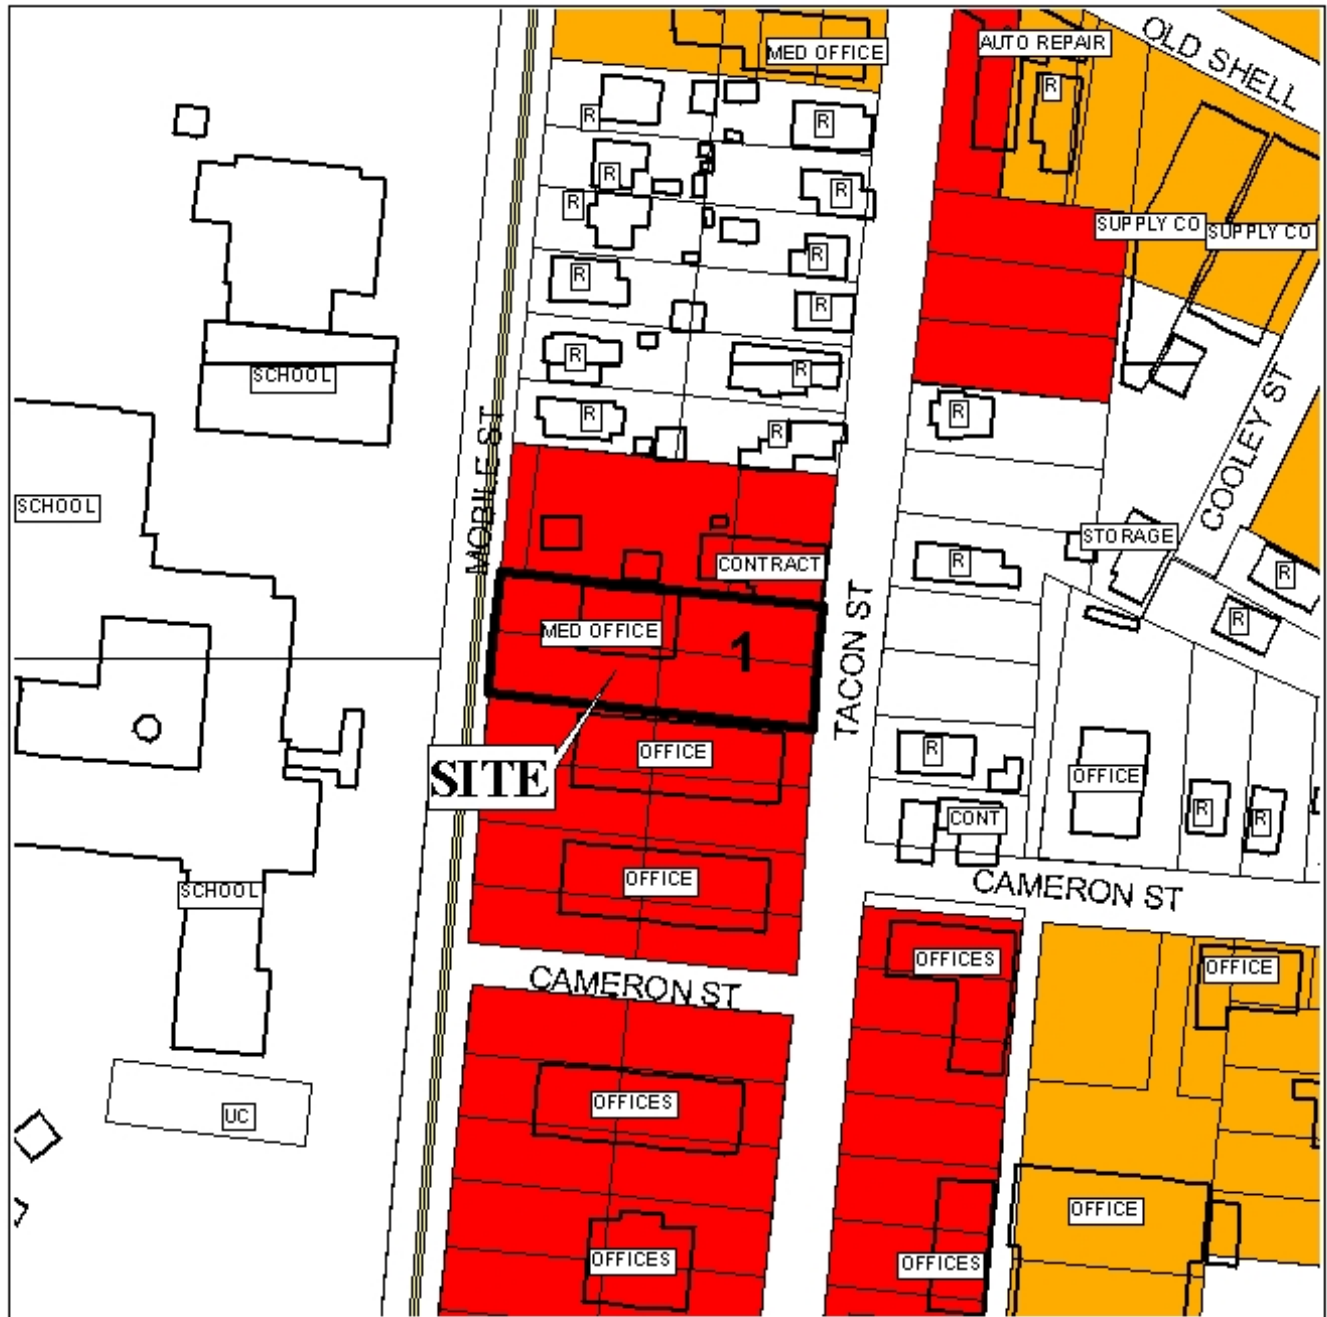 OLD SHELL
AUTO REPAIR
MED OFFICE
R
R
R
R
R
R
R
SUPPLY CO
SUPPLY CO
R
R
R
R
R
SCHOOL
R
COOLEY ST
R
R
R
MOBILE ST
SCHOOL
STORAGE
CONTRACT
R
R
R
MED OFFICE
1
TACON ST
OFFICE
R
SITE
OFFICE
R
R
CONT
OFFICE
SCHOOL
CAMERON ST
OFFICES
OFFICE
CAMERON ST
OFFICES
UC
OFFICE
OFFICES
OFFICES